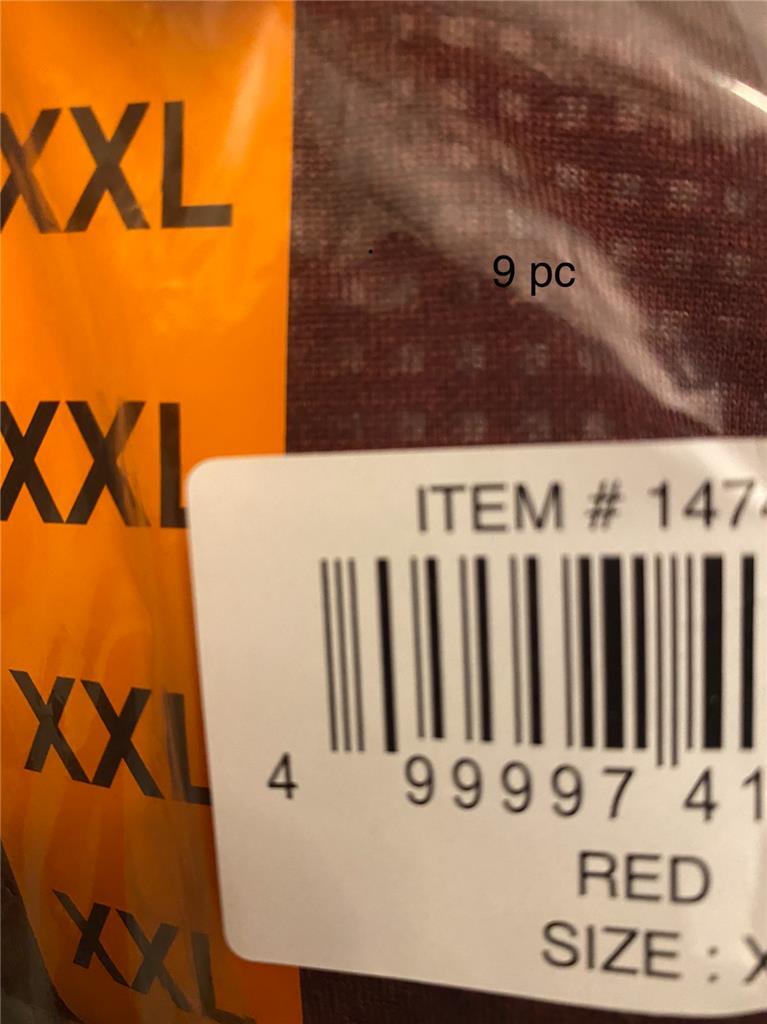 XXL
9 pc
XXL
ITEM # 147
XXL
4 99997 41
RED
SIZE : X
XXL